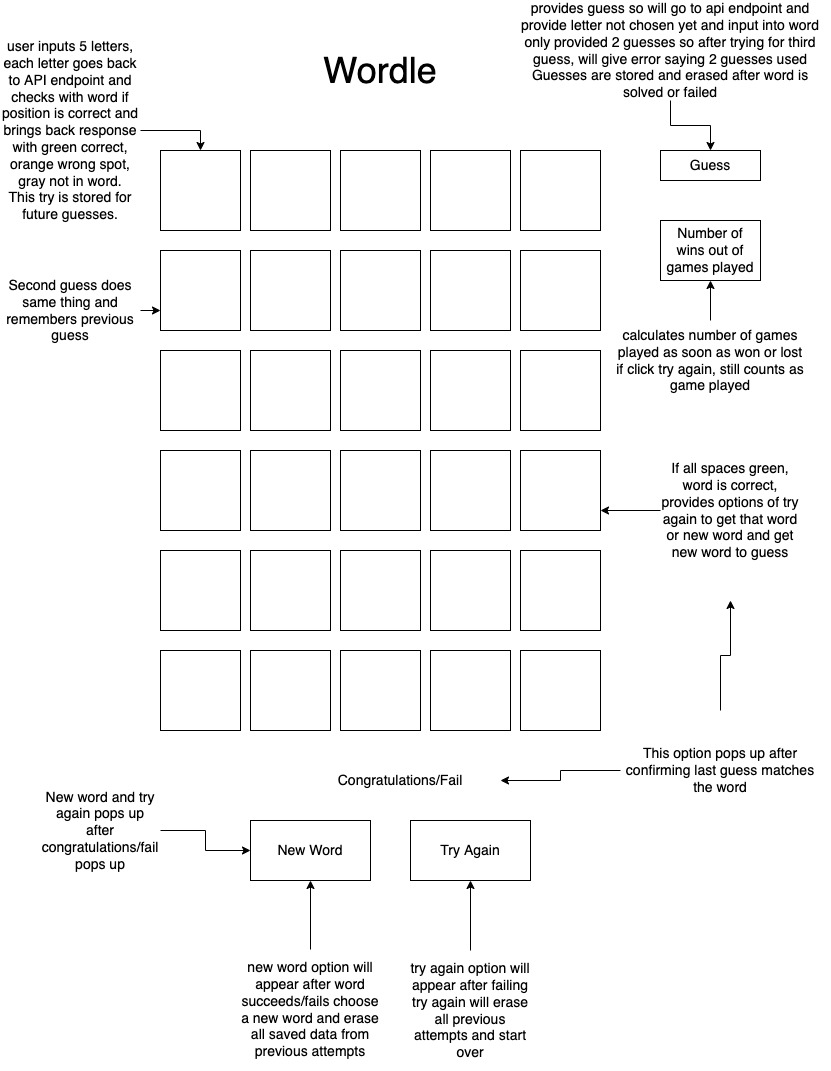 Wordle
provides guess so will go to api endpoint and
provide letter not chosen yet and input into word
only provided 2 guesses so after trying for third
guess, will give error saying 2 guesses used
Guesses are stored and erased after word is
solved or failed
user inputs 5 letters,
each letter goes back
to API endpoint and
checks with word if
position is correct and
brings back response
with green correct,
orange wrong spot,
gray not in word.
This try is stored for
future guesses.
Guess
Number of
wins out of
games played
Second guess does
same thing and
remembers previous
guess
calculates number of games
played as soon as won or lost
if click try again, still counts as
game played
If all spaces green,
word is correct,
provides options of try
again to get that word
or new word and get
new word to guess
This option pops up after
confirming last guess matches
the word
Congratulations/Fail
New word and try
again pops up
after
congratulations/fail
pops up
New Word
Try Again
new word option will
appear after word
succeeds/fails choose
a new word and erase
all saved data from
previous attempts
try again option will
appear after failing
try again will erase
all previous
attempts and start
over